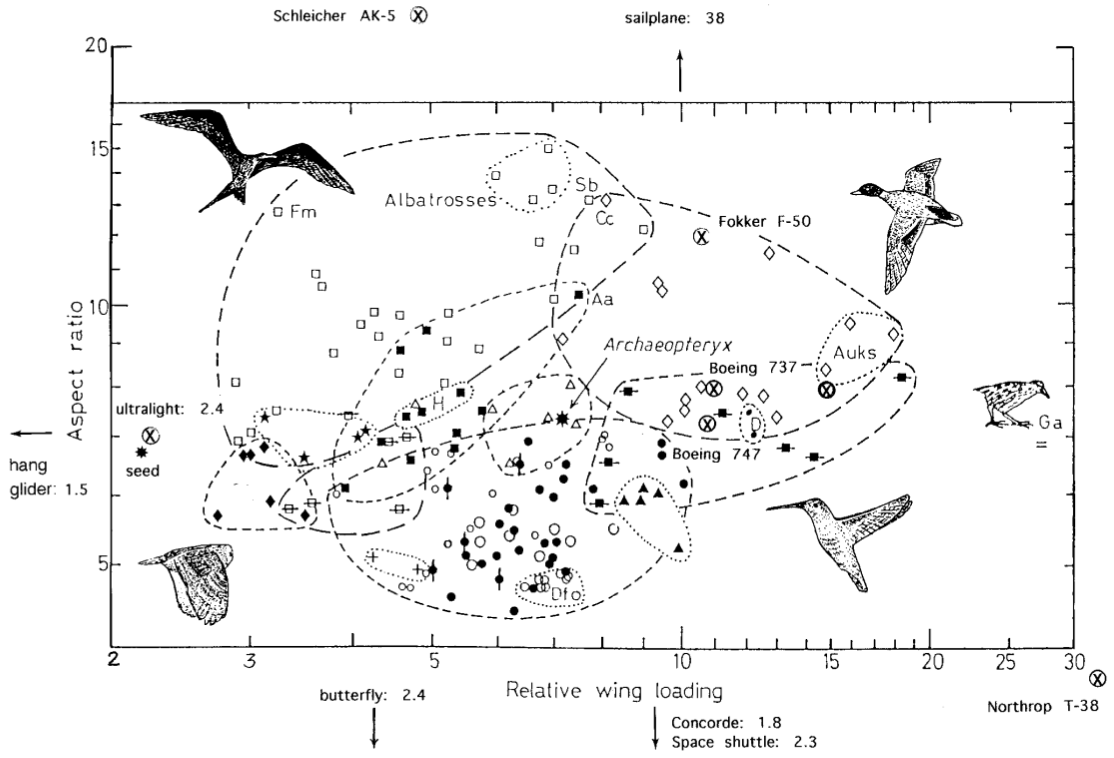 Schleicher AK-5
sailplane: 38
20
15
10
5
Aspect ratio
Fm
Albatrosses
Sb
Cc
Fokker F-50
Aa
Archaeopteryx
Boeing 737
Auks
ultralight: 2.4
seed
hang
glider: 1.5
H
D
Boeing 747
Ga
Dfo
2
3
5
10
15
20
30
butterfly: 2.4
Relative wing loading
Northrop T-38
Concorde: 1.8
Space shuttle: 2.3